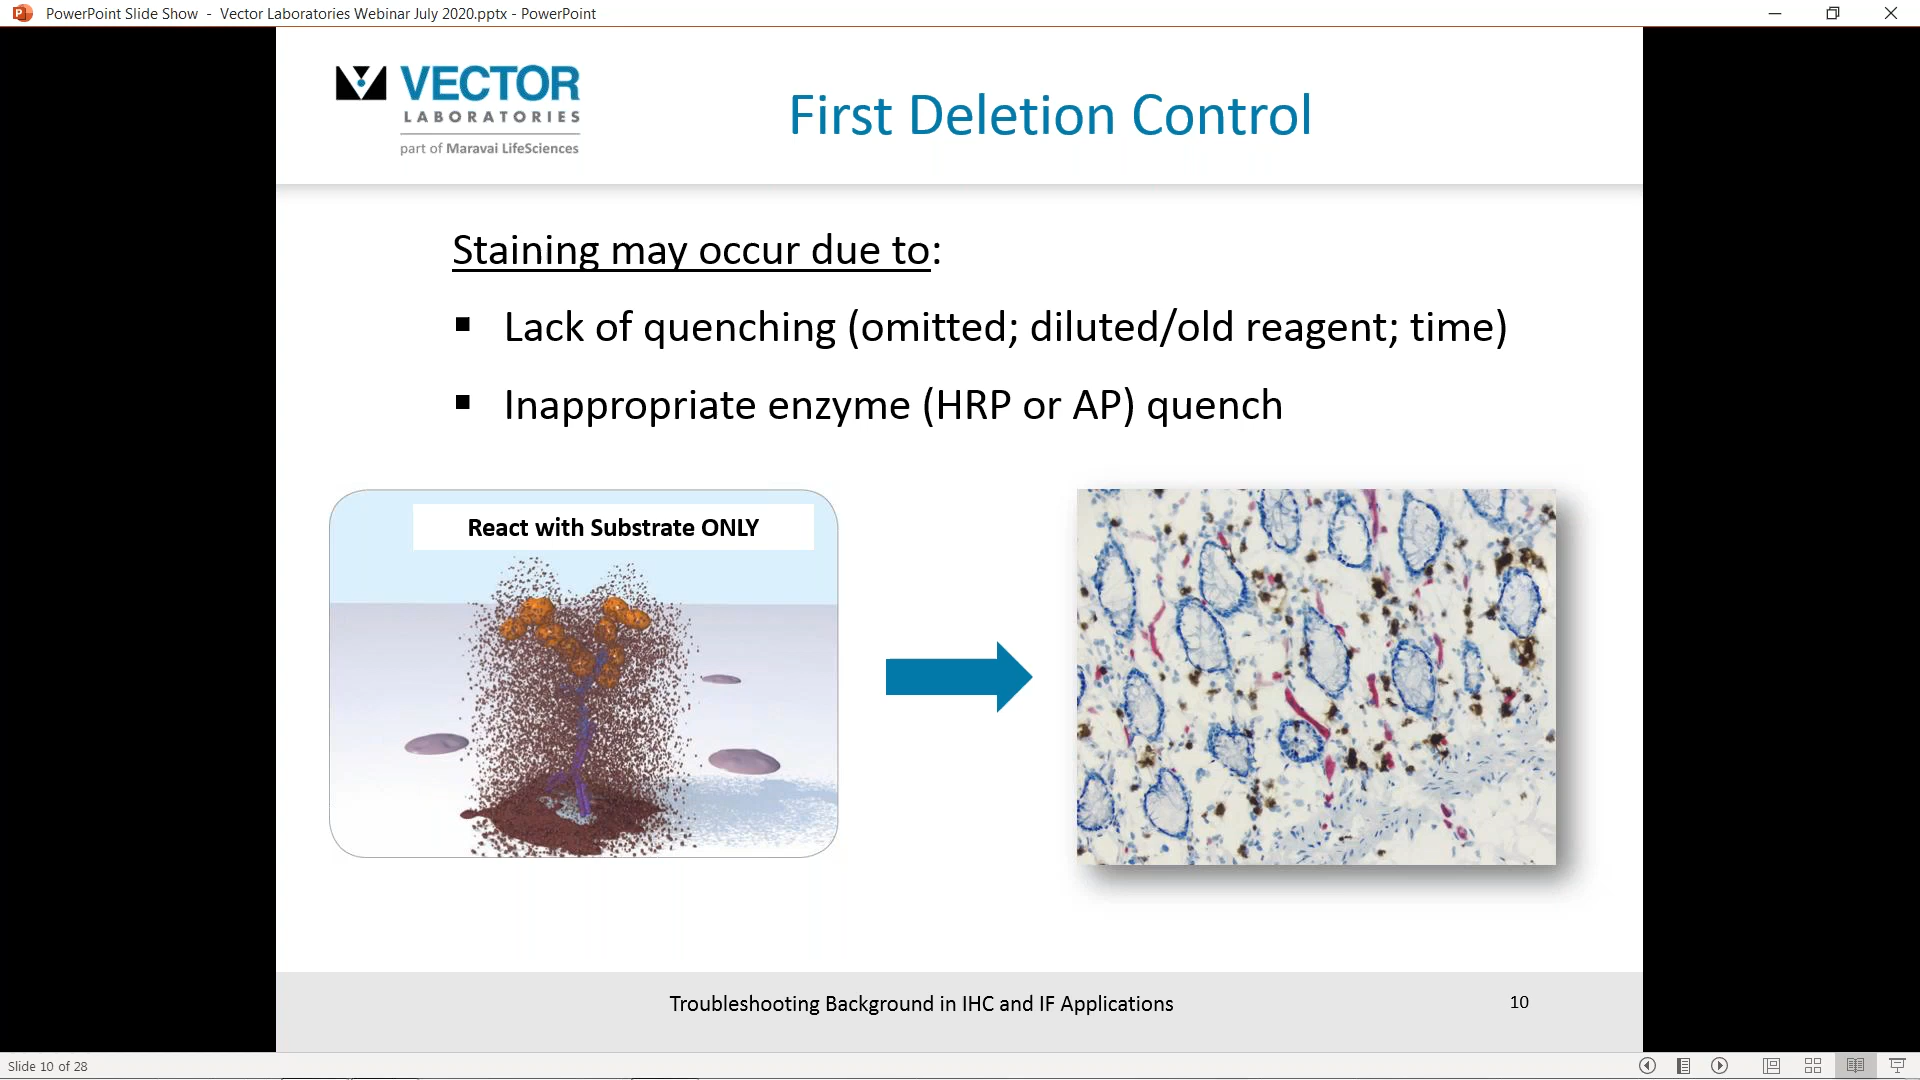 PowerPoint Slide Show - Vector Laboratories Webinar July 2020.pptx - PowerPoint
VECTOR
LABORATORIES
part of Maravai LifeSciences
First Deletion Control
Staining may occur due to:
▪ Lack of quenching (omitted; diluted/old reagent; time)
▪ Inappropriate enzyme (HRP or AP) quench
React with Substrate ONLY
Troubleshooting Background in IHC and IF Applications
10
Slide 10 of 28